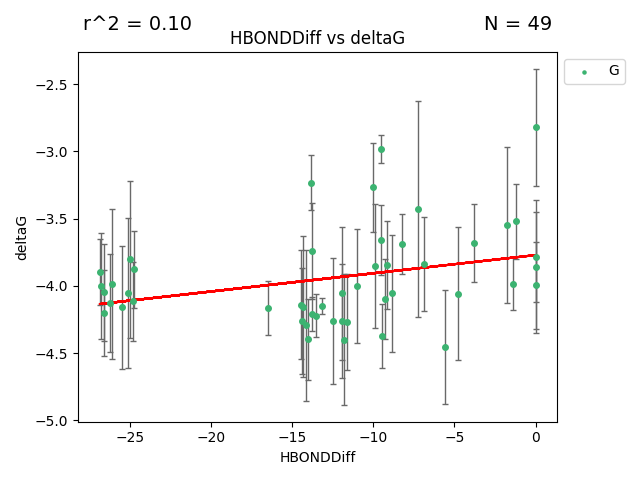 r^2 = 0.10
N = 49
HBONDDiff vs deltaG
G
−2.5
−3.0
−3.5
−4.0
−4.5
−5.0
deltaG
−25
−20
−15
−10
−5
0
HBONDDiff